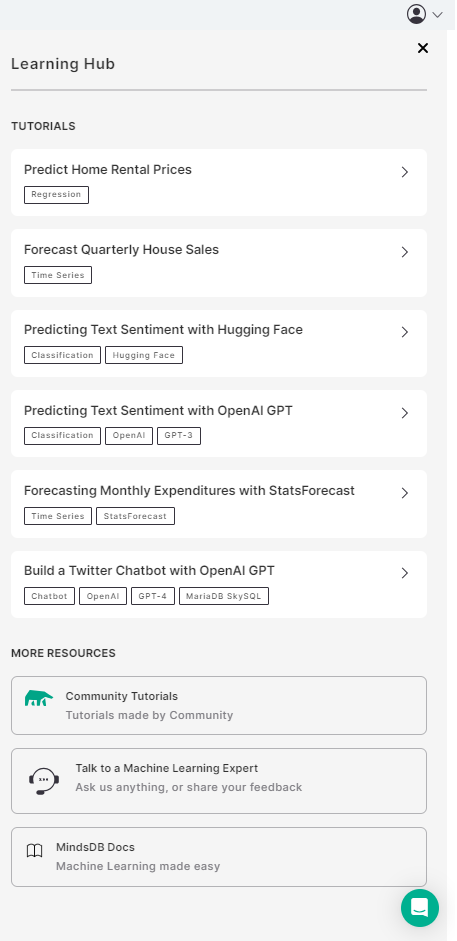 Learning Hub
TUTORIALS
Predict Home Rental Prices
Regression
Forecast Quarterly House Sales
Time Series
Predicting Text Sentiment with Hugging Face
Classification Hugging Face
Predicting Text Sentiment with OpenAI GPT
Classification OpenAI GPT-3
Forecasting Monthly Expenditures with StatsForecast
Time Series StatsForecast
Build a Twitter Chatbot with OpenAI GPT
Chatbot OpenAI GPT-4 MariaDB SkySQL
MORE RESOURCES
Community Tutorials
Tutorials made by Community
Talk to a Machine Learning Expert
Ask us anything, or share your feedback
MindsDB Docs
Machine Learning made easy